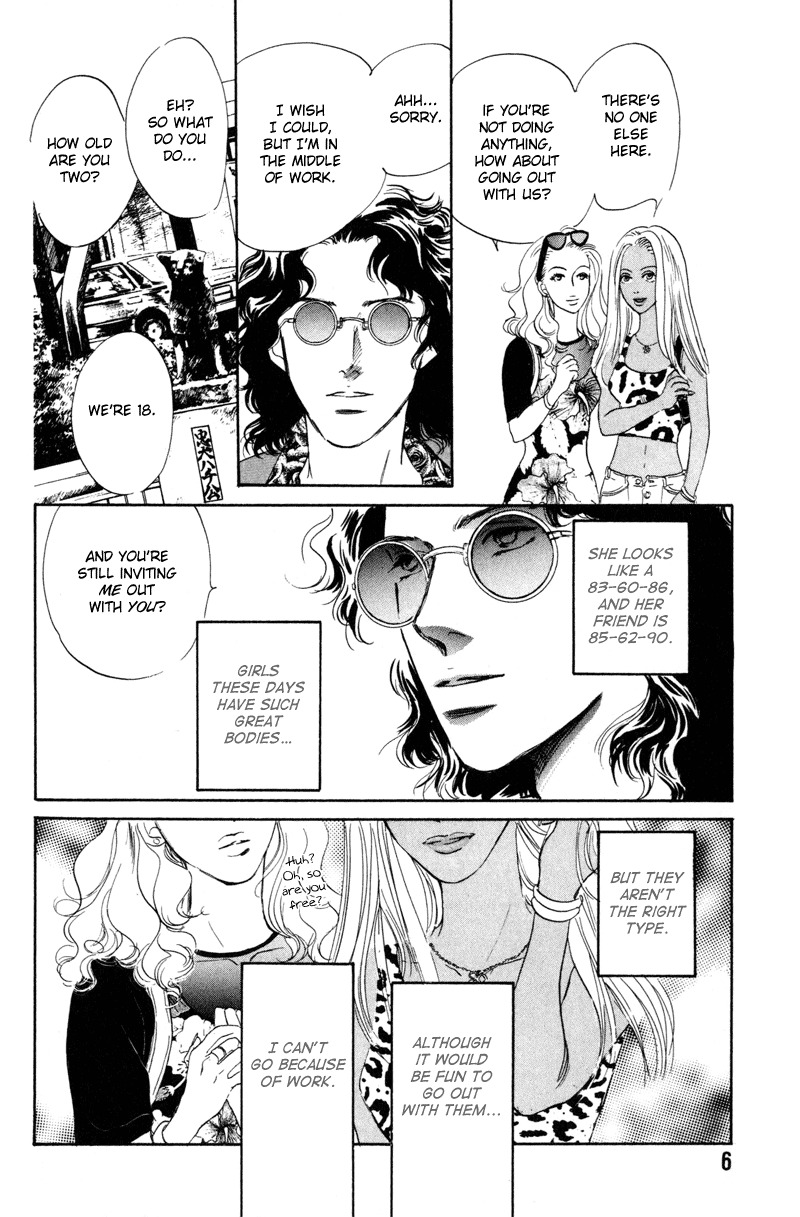 THERE'S
NO ONE
ELSE
HERE.
IF YOU'RE
NOT DOING
ANYTHING,
HOW ABOUT
GOING OUT
WITH US?
AHH...
SORRY.
I WISH
I COULD,
BUT I'M IN
THE MIDDLE
OF WORK.
EH?
SO WHAT
DO YOU
DO...
HOW OLD
ARE YOU
TWO?
WE'RE 18.
忠犬ハチ公
SHE LOOKS
LIKE A
83-60-86,
AND HER
FRIEND IS
85-62-90.
AND YOU'RE
STILL INVITING
ME OUT
WITH YOU?
GIRLS
THESE DAYS
HAVE SUCH
GREAT
BODIES...
BUT THEY
AREN'T
THE RIGHT
TYPE.
Huh?
Oh, so
are you
free?
ALTHOUGH
IT WOULD
BE FUN TO
GO OUT
WITH THEM...
I CAN'T
GO BECAUSE
OF WORK.
6